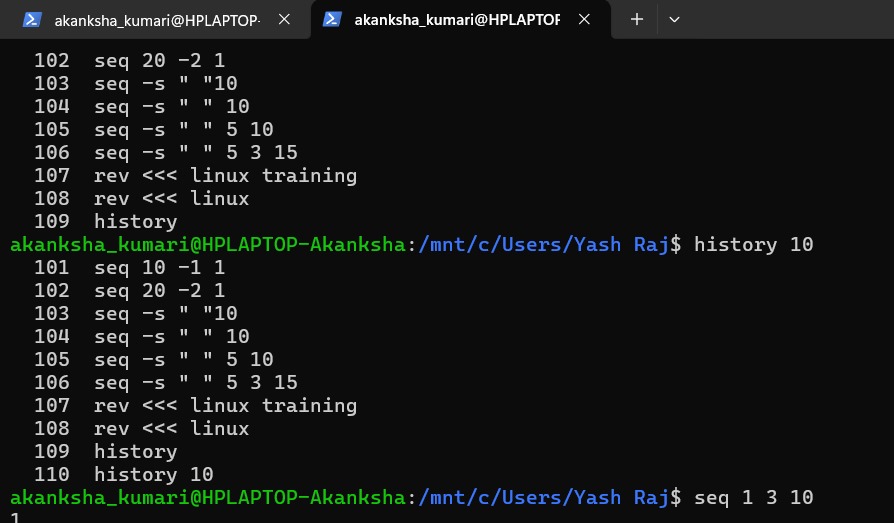 akanksha_kumari@HPLAPTOP-
akanksha_kumari@HPLAPTOP
102 seq 20 -2 1
103 seq -s " "10
104 seq -s " " 10
105 seq -s " " 5 10
106 seq -s " " 5 3 15
107 rev <<< linux training
108 rev <<< linux
109 history
akanksha_kumari@HPLAPTOP-Akanksha:/mnt/c/Users/Yash Raj$ history 10
101 seq 10 -1 1
102 seq 20 -2 1
103 seq -s " "10
104 seq -s " " 10
105 seq -s " " 5 10
106 seq -s " " 5 3 15
107 rev <<< linux training
108 rev <<< linux
109 history
110 history 10
akanksha_kumari@HPLAPTOP-Akanksha:/mnt/c/Users/Yash Raj$ seq 1 3 10
1